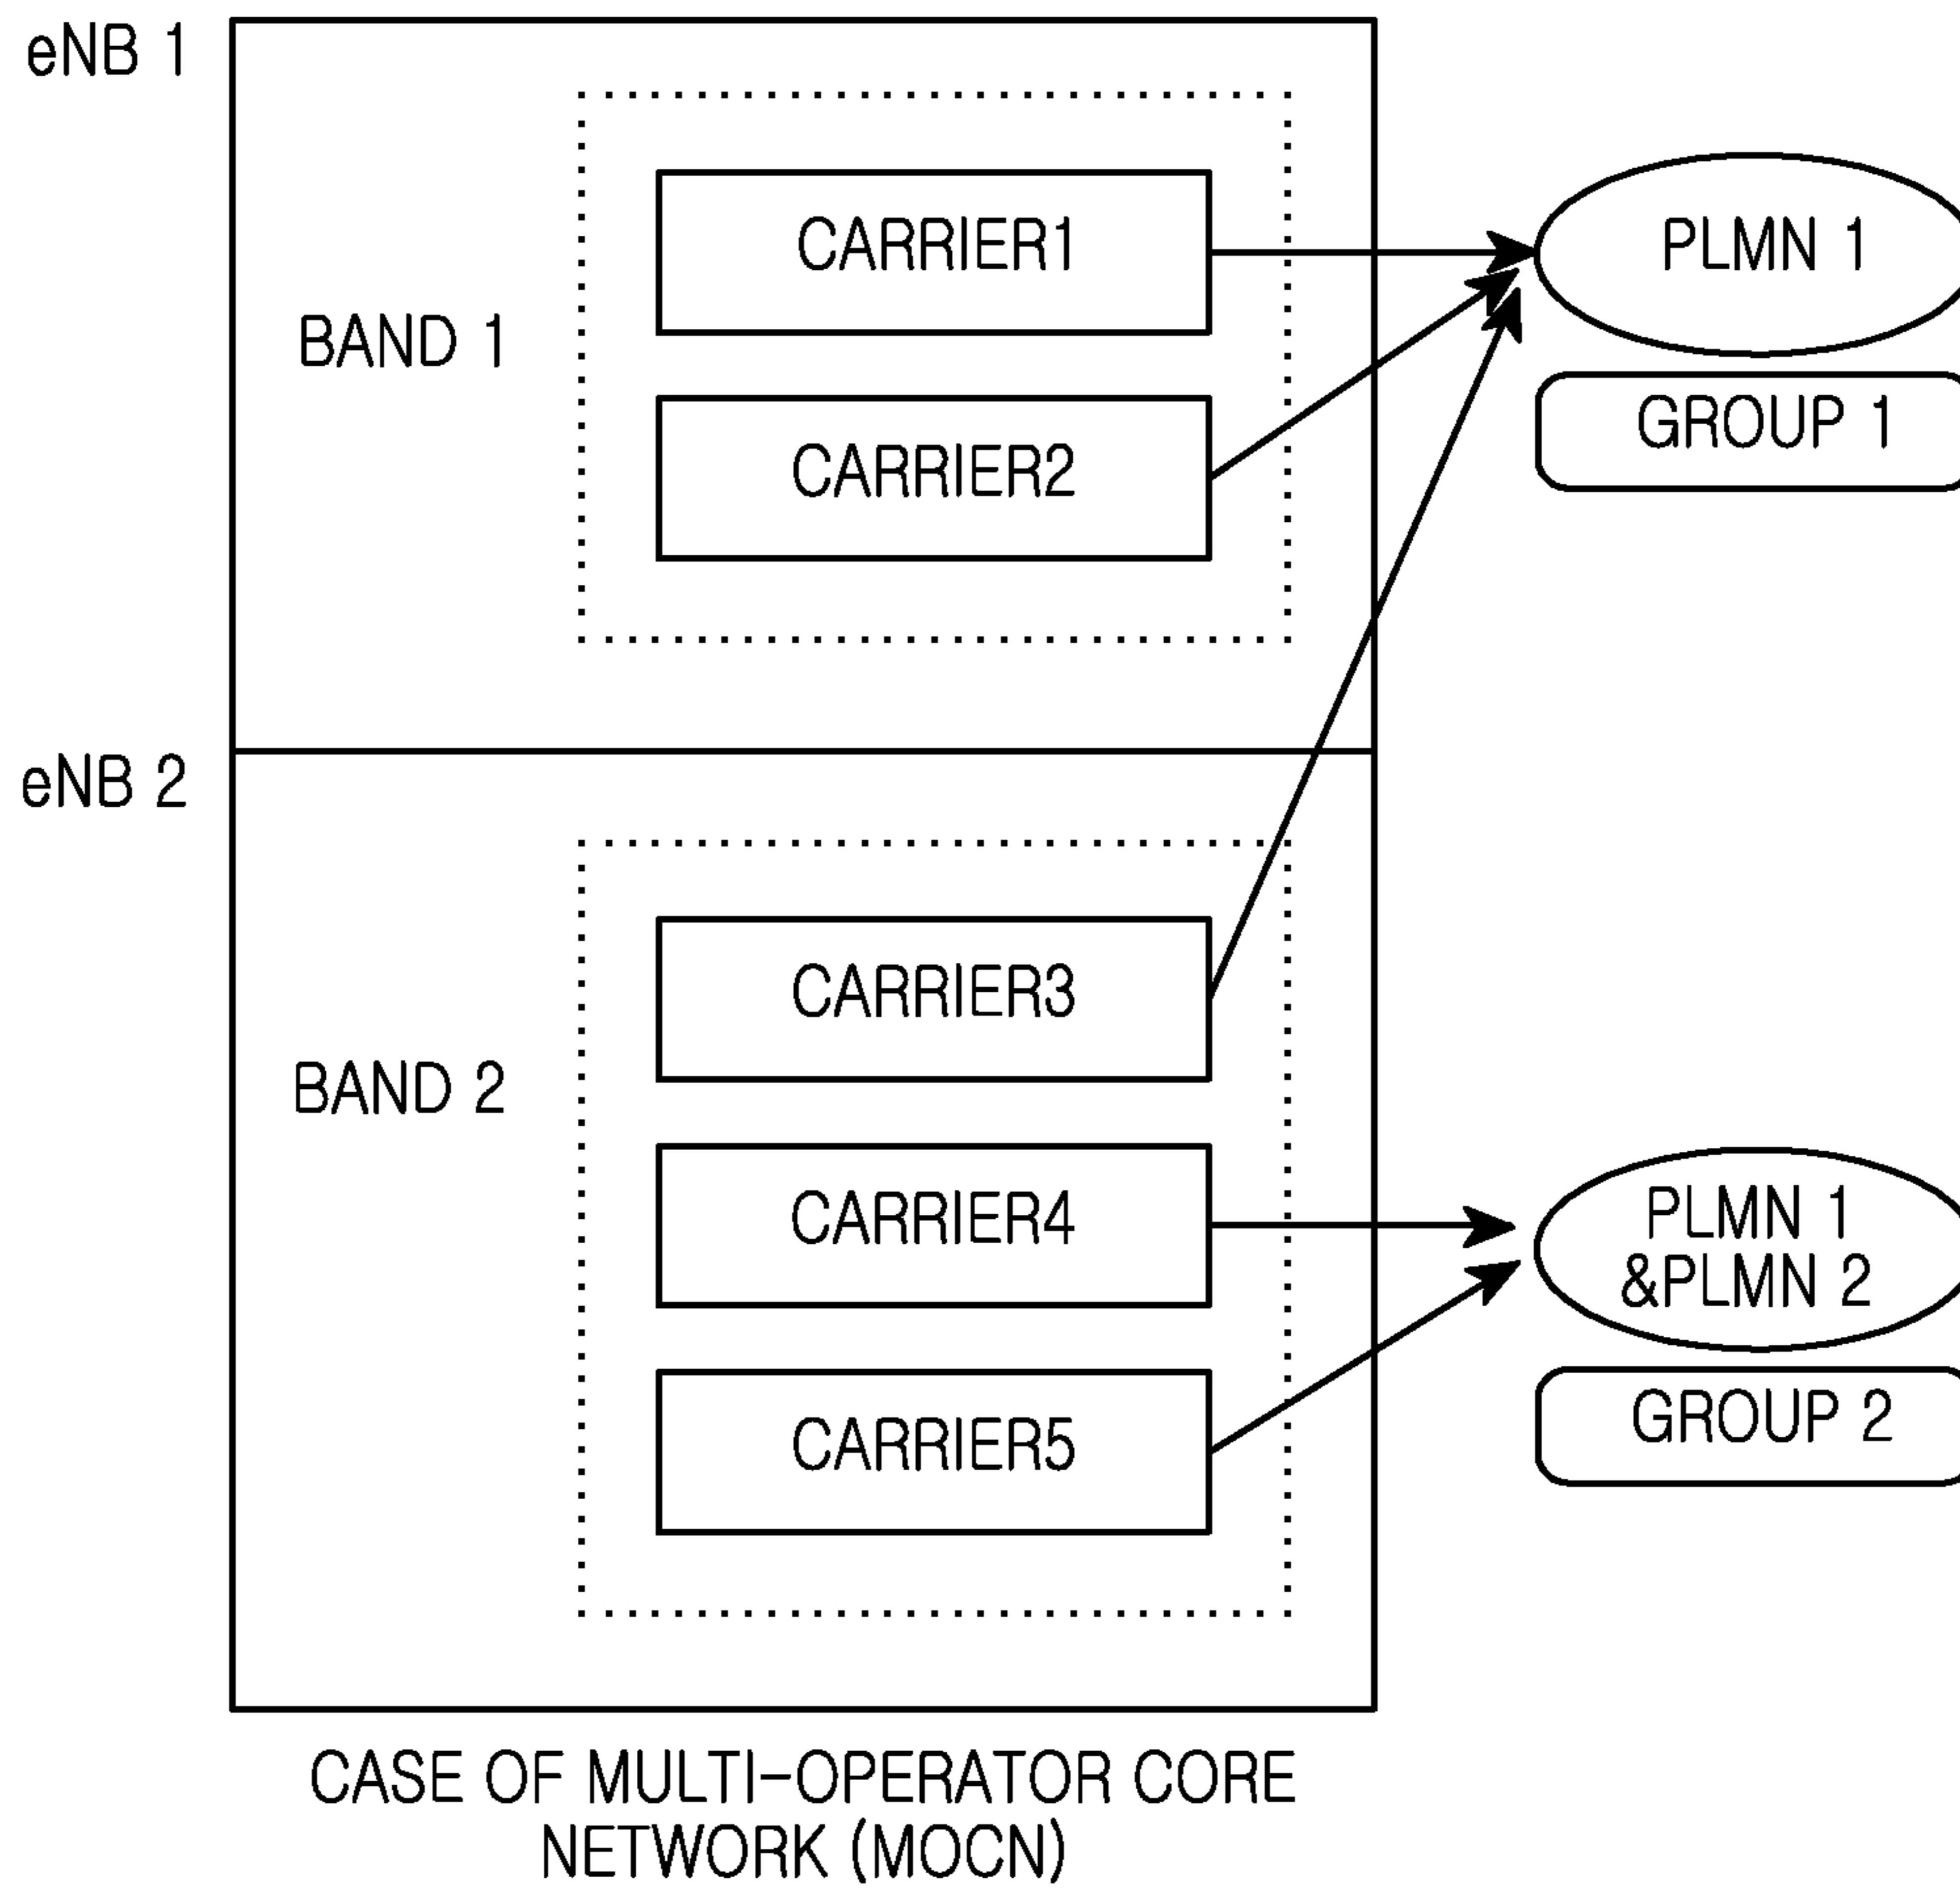 eNB 1
BAND 1
CARRIER1
CARRIER2
PLMN 1
GROUP 1
eNB 2
BAND 2
CARRIER3
CARRIER4
CARRIER5
PLMN 1
&PLMN 2
GROUP 2
CASE OF MULTI-OPERATOR CORE
NETWORK (MOCN)